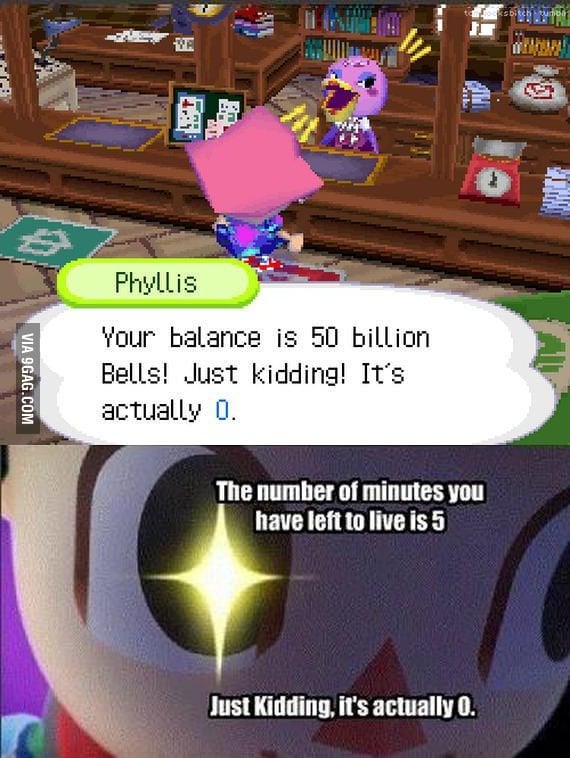 Phyllis
Your balance is 50 billion
Bells! Just kidding! It's
actually 0.
VIA 9GAG.COM
The number of minutes you
have left to live is 5
Just Kidding, it's actually 0.